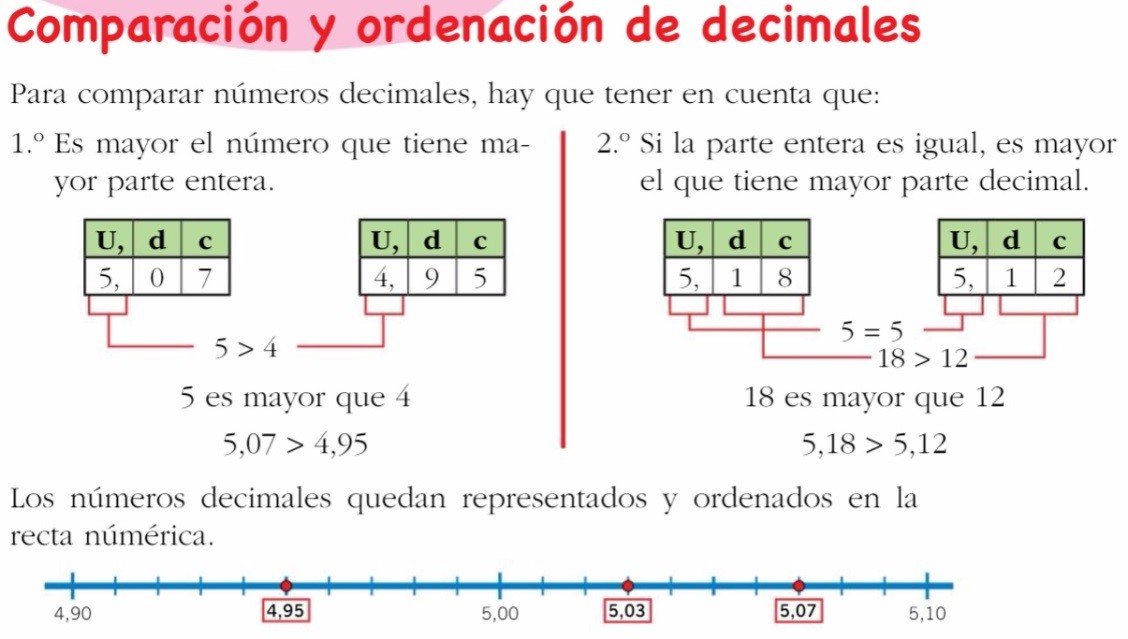 Comparación y ordenación de decimales
Para comparar números decimales, hay que tener en cuenta que:
1.º Es mayor el número que tiene ma-
yor parte entera.
U, d c
5, 0 7
U, d c
4, 9 5
5 > 4
5 es mayor que 4
5,07 > 4,95
2.º Si la parte entera es igual, es mayor
el que tiene mayor parte decimal.
U, d c
5, 1 8
U, d c
5, 1 2
5 = 5
18 > 12
18 es mayor que 12
5,18 > 5,12
Los números decimales quedan representados y ordenados en la
recta númérica.
4,90 4,95 5,00 5,03 5,07 5,10